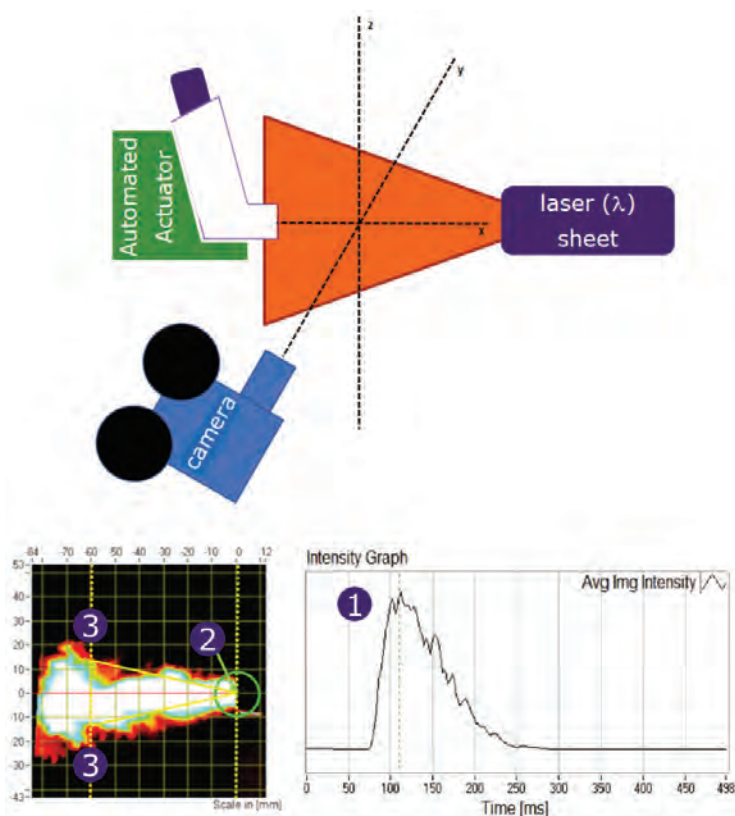 z
y
Automated
Actuator
laser (λ)
x
sheet
camera
-84 -70 -60 -50 -40 -30 -20 -10 0 12
53
40
30
20
10
0
-10
-20
-30
-43
3
2
3
Scale in [mm]
Intensity Graph
1
Avg Img Intensity
0 50 100 150 200 250 300 350 400 450 498
Time [ms]